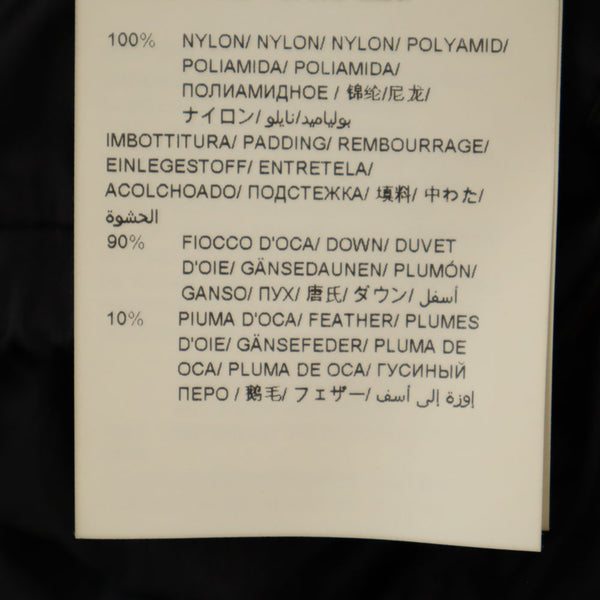 100% NYLON/ NYLON/ NYLON/ POLYAMID/
POLIAMIDA/ POLIAMIDA/
ПОЛИАМИДНОЕ / 锦纶/尼龙/
ナイロン/ بولياميد/نايلو
IMBOTTITURA/ PADDING/ REMBOURRAGE/
EINLEGESTOFF/ ENTRETELA/
ACOLCHOADO/ ПОДСТЕЖКА/ 填料/ 中わた/
الحشوة
90% FIOCCO D'OCA/ DOWN/ DUVET
D'OIE/ GÄNSEDAUNEN/ PLUMÓN/
GANSO/ ПУХ/ 唐氏/ ダウン/ أسفل
10% PIUMA D'OCA/ FEATHER/ PLUMES
D'OIE/ GÄNSEFEDER/ PLUMA DE
OCA/ PLUMA DE OCA/ ГУСИНЫЙ
ПЕРО / 鹅毛/ フェザー/ إوزة إلى أسف